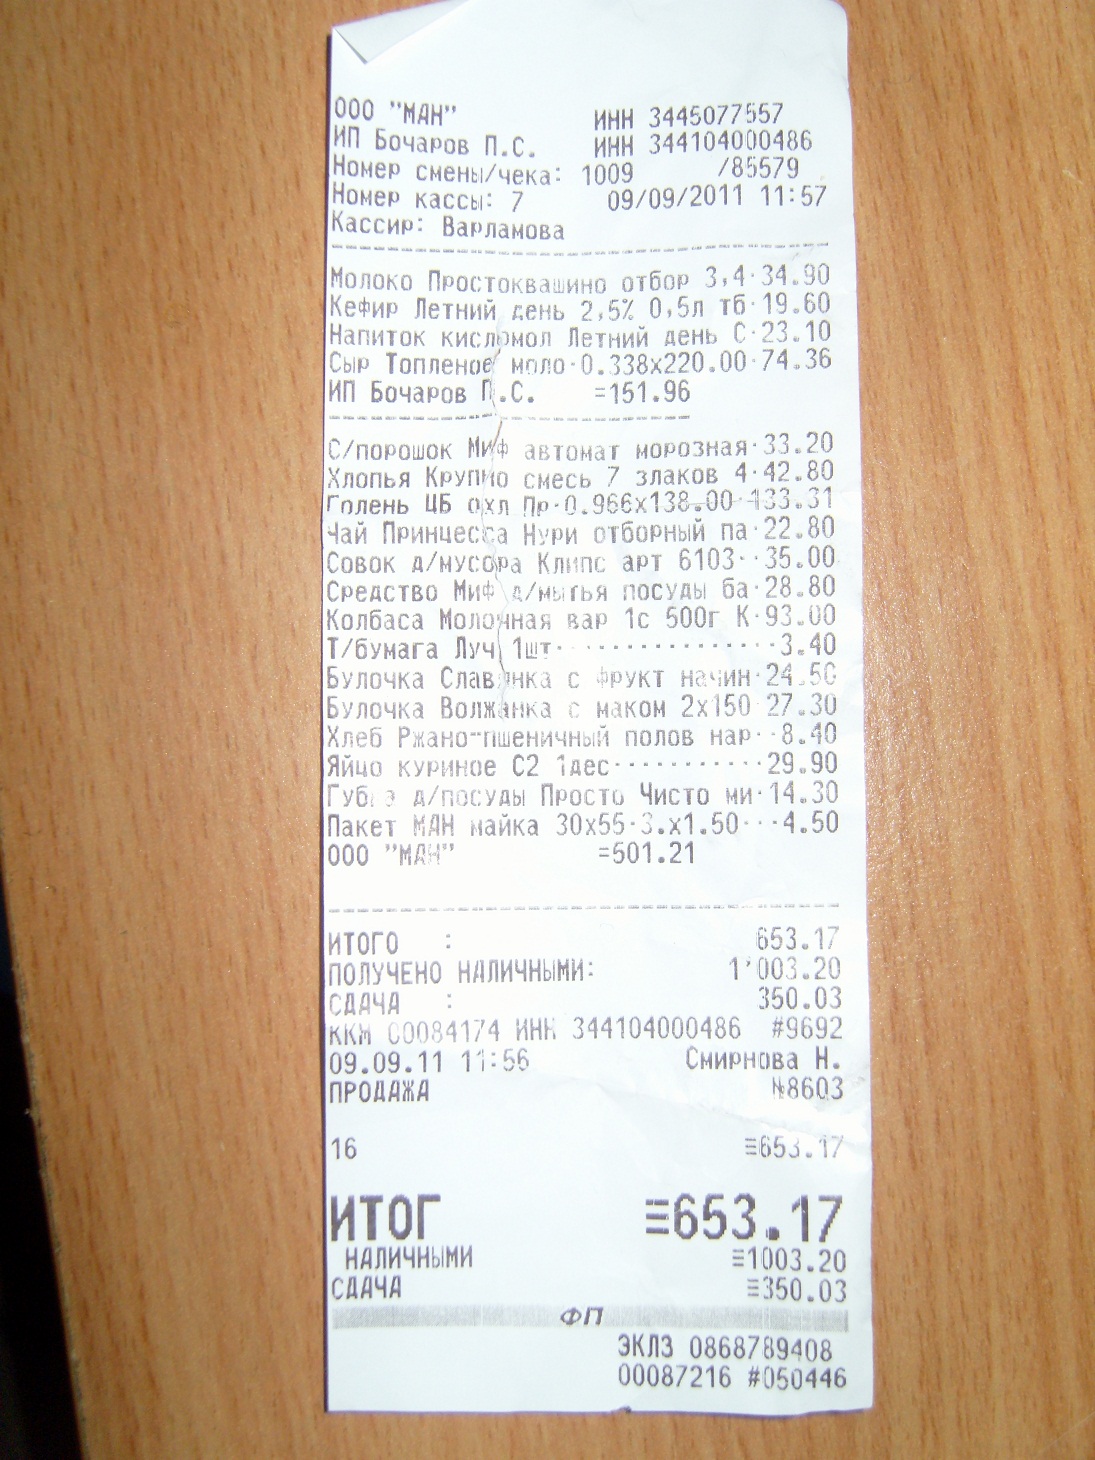 ООО "МАН" ИНН 3445077557
ИП Бочаров П.С. ИНН 344104000486
Номер смены/чека: 1009 /85579
Номер кассы: 7 09/09/2011 11:57
Кассир: Варламова
Молоко Простоквашино отбор 3,4·34.90
Кефир Летний день 2,5% 0,5л тб·19.60
Напиток кисломол Летний день С·23.10
Сыр Топленое моло·0.338x220.00·74.36
ИП Бочаров П.С. =151.96
С/порошок Миф автомат морозная·33.20
Хлопья Крупно смесь 7 злаков 4·42.80
Голень ЦБ охл Пр·0.966x138.00·133.31
Чай Принцесса Нури отборный па·22.80
Совок д/мусора Клипс арт 6103··35.00
Средство Миф д/мытья посуды ба·28.80
Колбаса Молочная вар 1с 500г К·93.00
Т/бумага Луч 1шт·············3.40
Булочка Славянка с фрукт начин·24.50
Булочка Волжанка с маком 2x150 27.30
Хлеб Ржано-пшеничный полов нар··8.40
Яйцо куриное С2 1дес···········29.90
Губка д/посуды Просто Чисто ми·14.30
Пакет МАН майка 30x55·3.x1.50···4.50
ООО "МАН" =501.21
ИТОГО : 653.17
ПОЛУЧЕНО НАЛИЧНЫМИ: 1'003.20
СДАЧА : 350.03
ККМ 00084174 ИНН 344104000486 #9692
09.09.11 11:56 Смирнова Н.
ПРОДАЖА №8603
16 ≡653.17
ИТОГ ≡653.17
НАЛИЧНЫМИ ≡1003.20
СДАЧА ≡350.03
ФП
ЭКЛЗ 0868789408
00087216 #050446